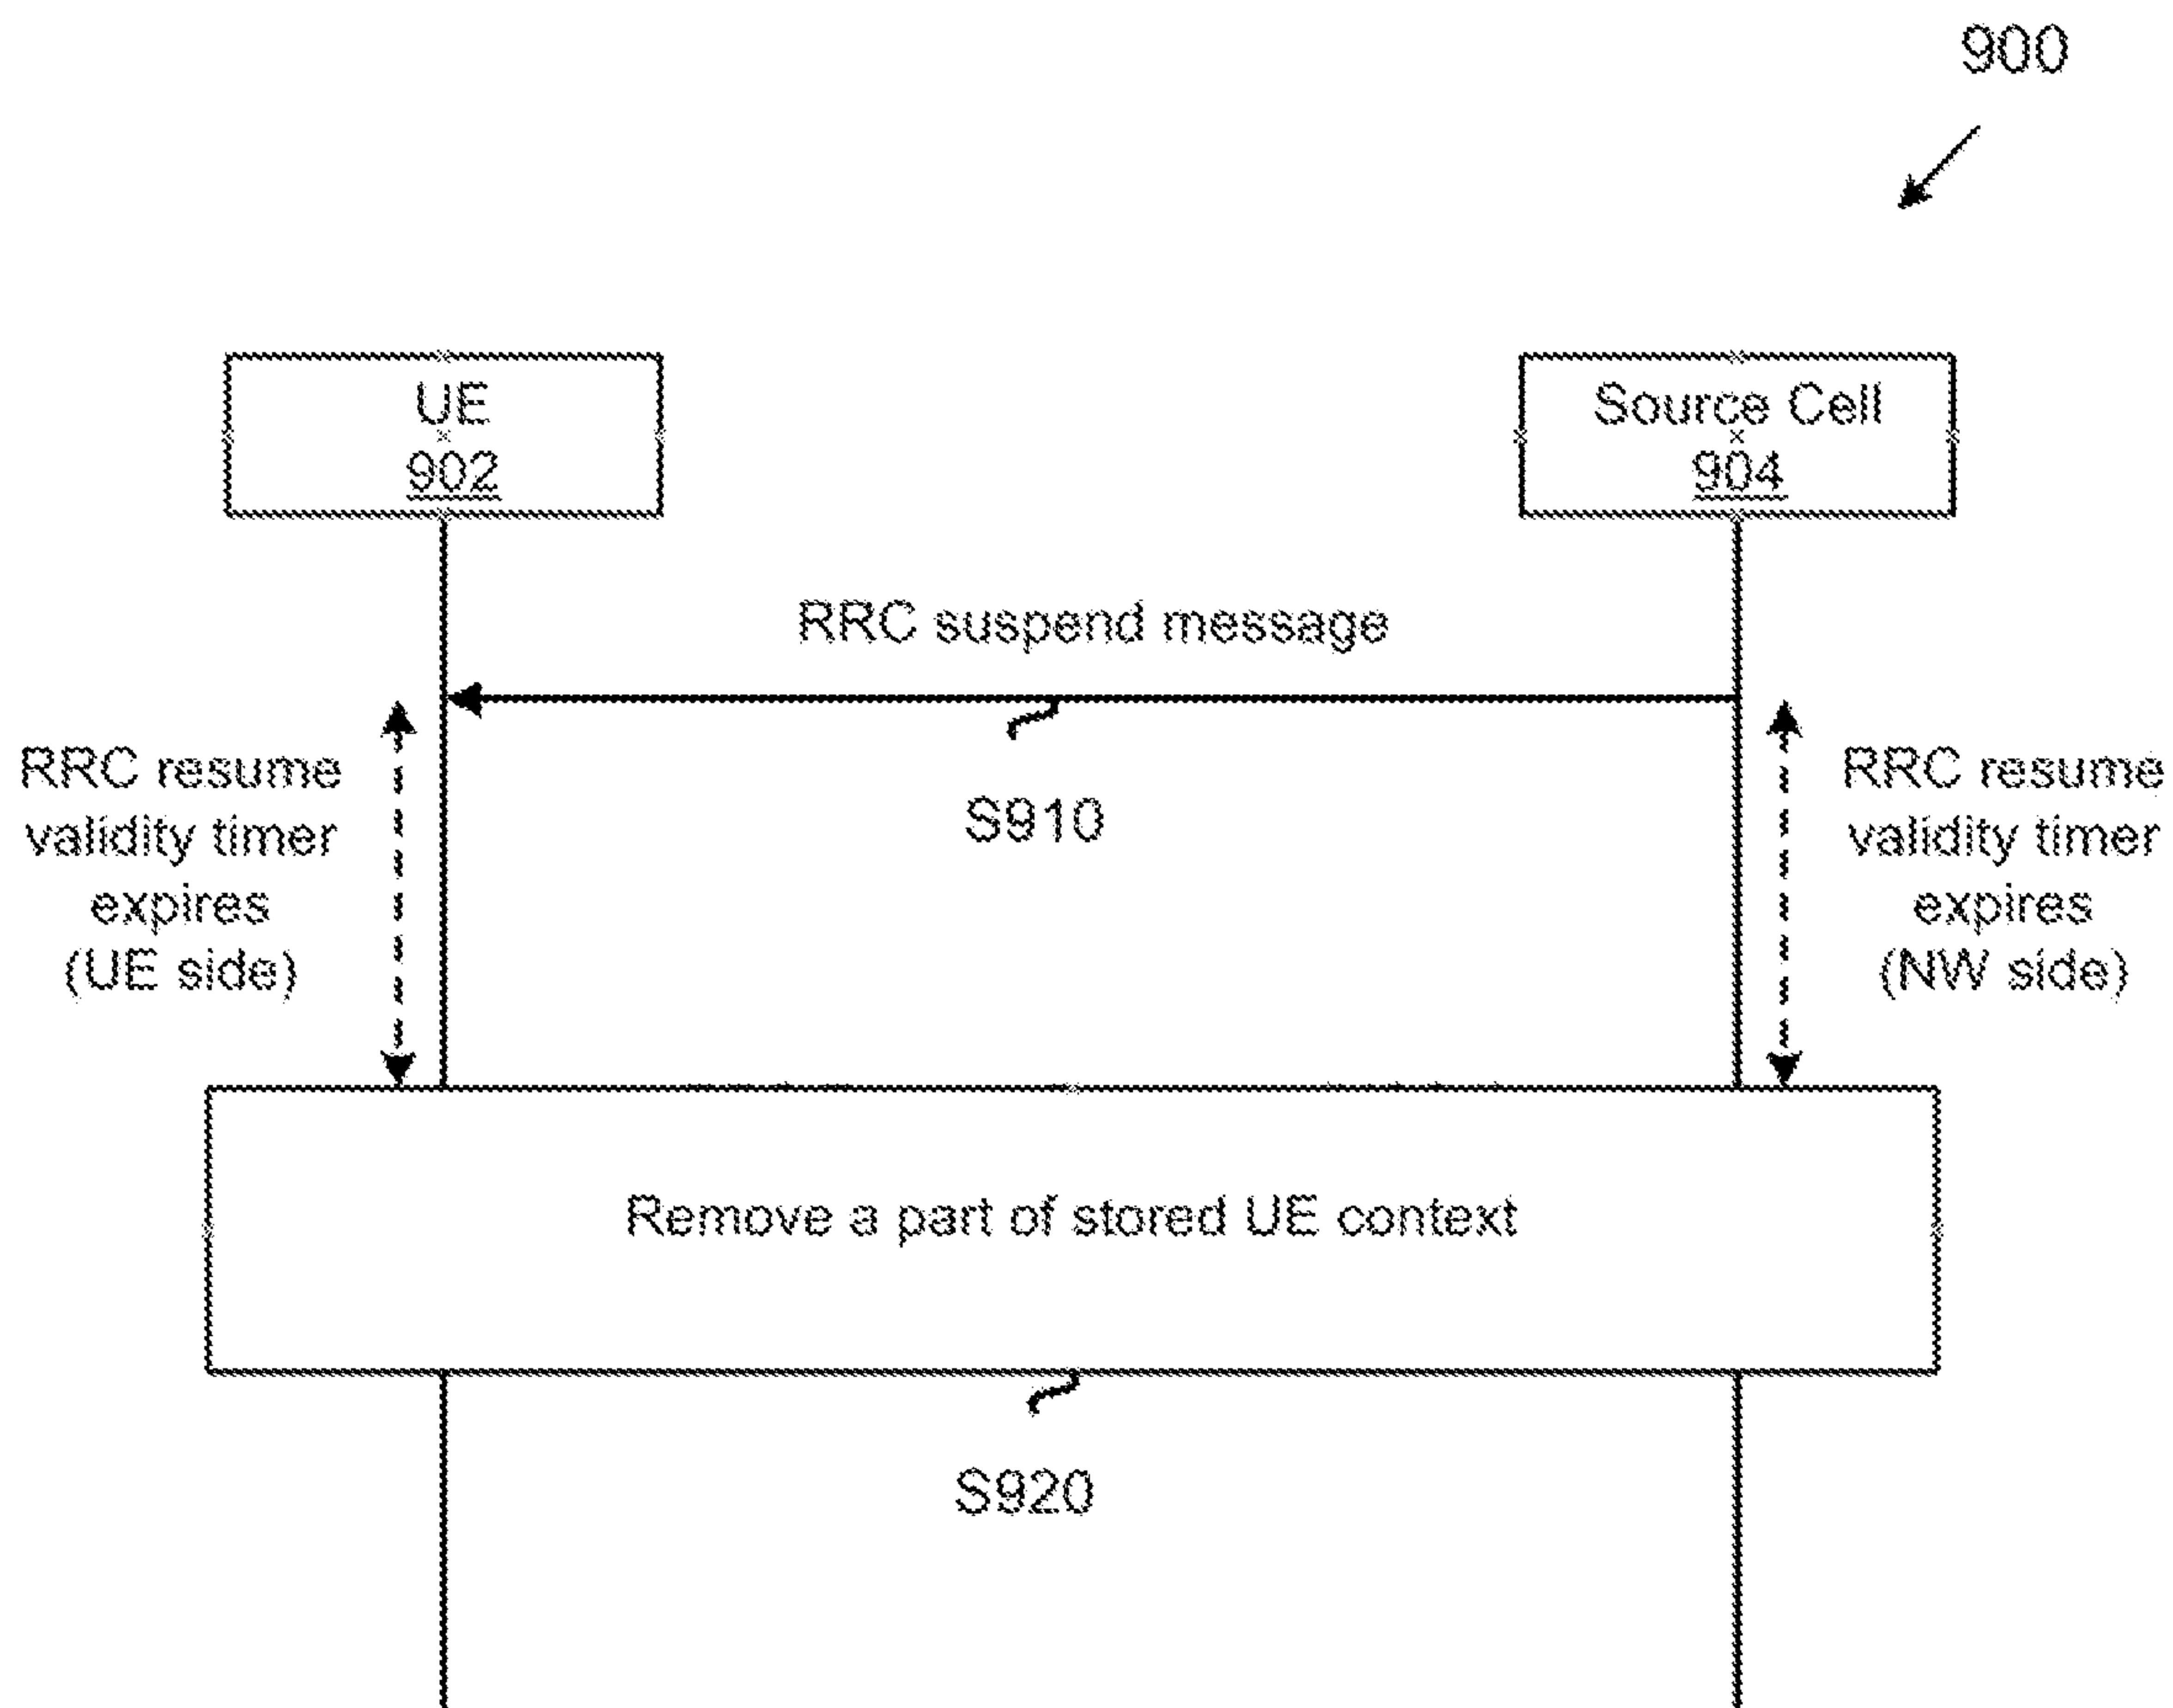 900
UE
902
Source Cell
904
RRC suspend message
S910
RRC resume
validity timer
expires
(UE side)
RRC resume
validity timer
expires
(NW side)
Remove a part of stored UE context
S920